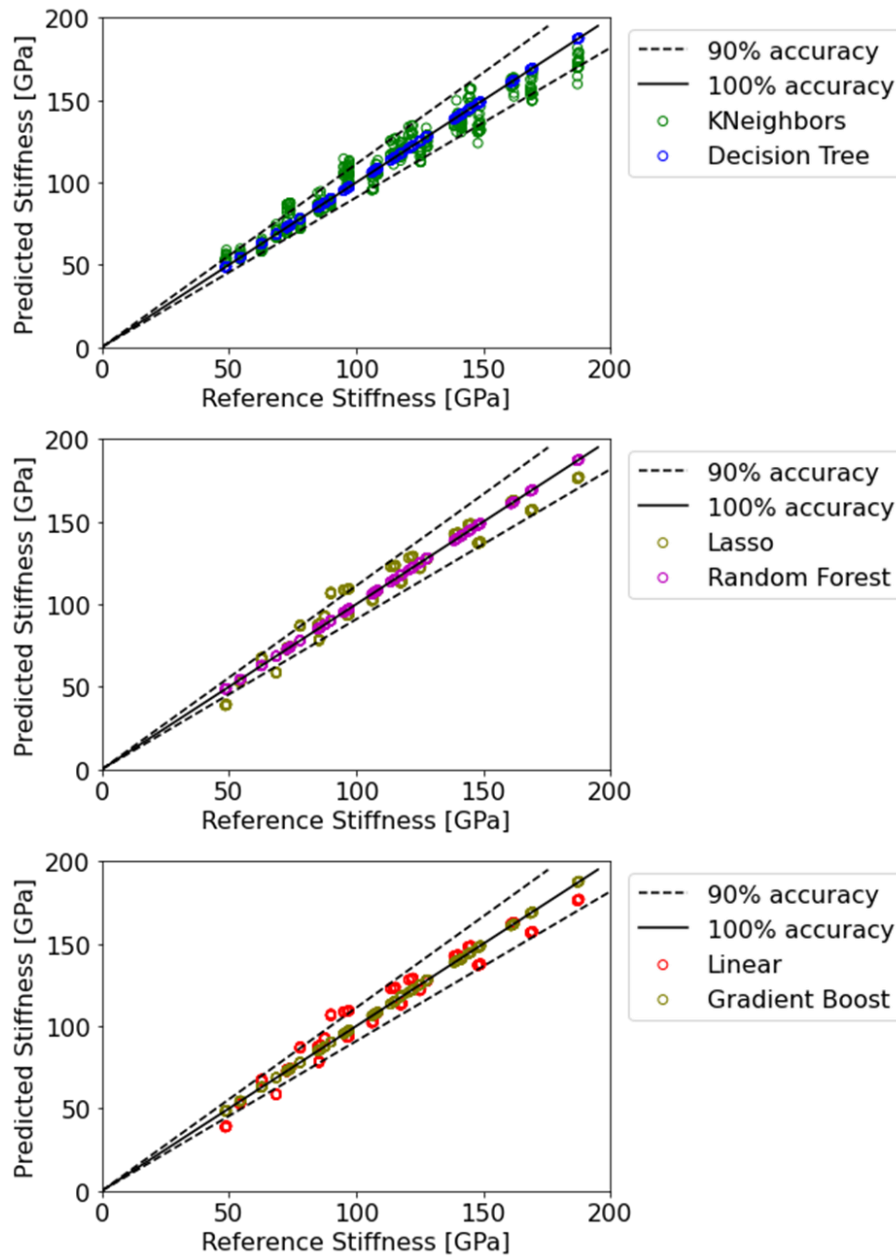 200
150
100
50
0
Predicted Stiffness [GPa]
0 50 100 150 200
Reference Stiffness [GPa]
90% accuracy
100% accuracy
KNeighbors
Decision Tree
200
150
100
50
0
Predicted Stiffness [GPa]
0 50 100 150 200
Reference Stiffness [GPa]
90% accuracy
100% accuracy
Lasso
Random Forest
200
150
100
50
0
Predicted Stiffness [GPa]
0 50 100 150 200
Reference Stiffness [GPa]
90% accuracy
100% accuracy
Linear
Gradient Boost